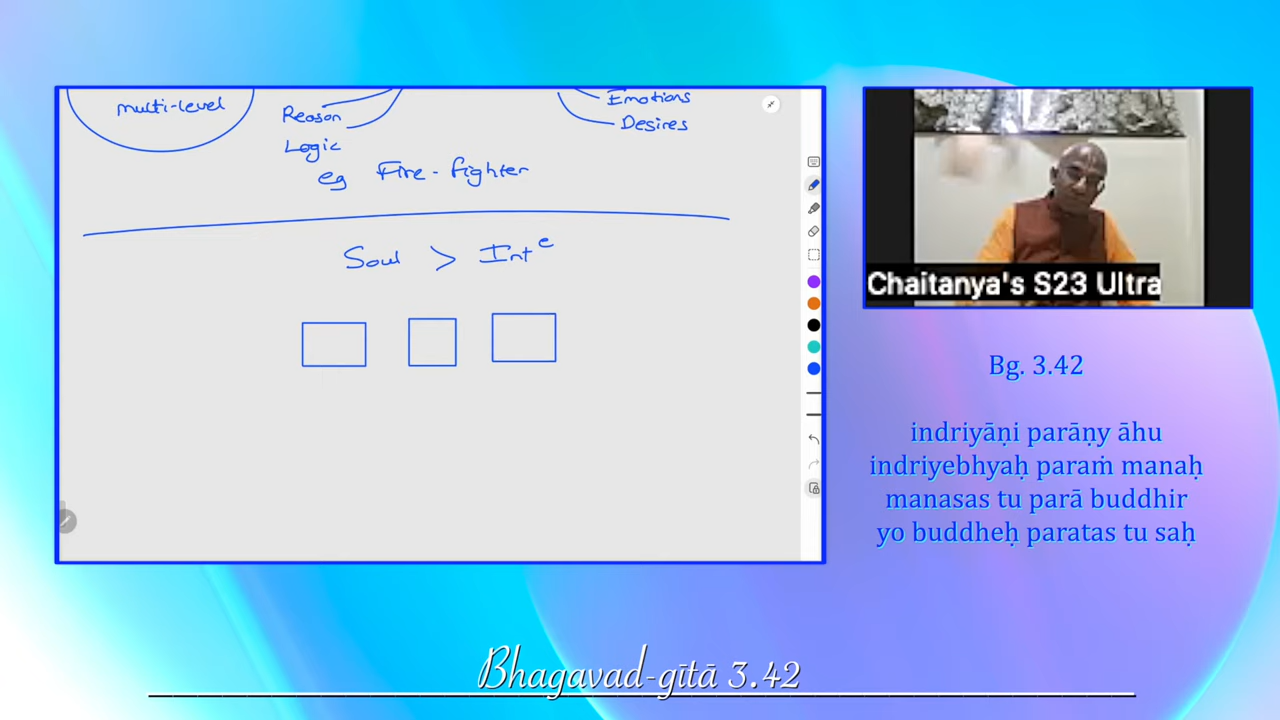 multi-level
Reason
Logic
Emotions
Desires
eg Fire-fighter
Soul > Int^e
Chaitanya's S23 Ultra
Bg. 3.42
indriyāṇi parāṇy āhu
indriyebhyaḥ paraṁ manaḥ
manasas tu parā buddhir
yo buddheḥ paratas tu saḥ
Bhagavad-gītā 3.42